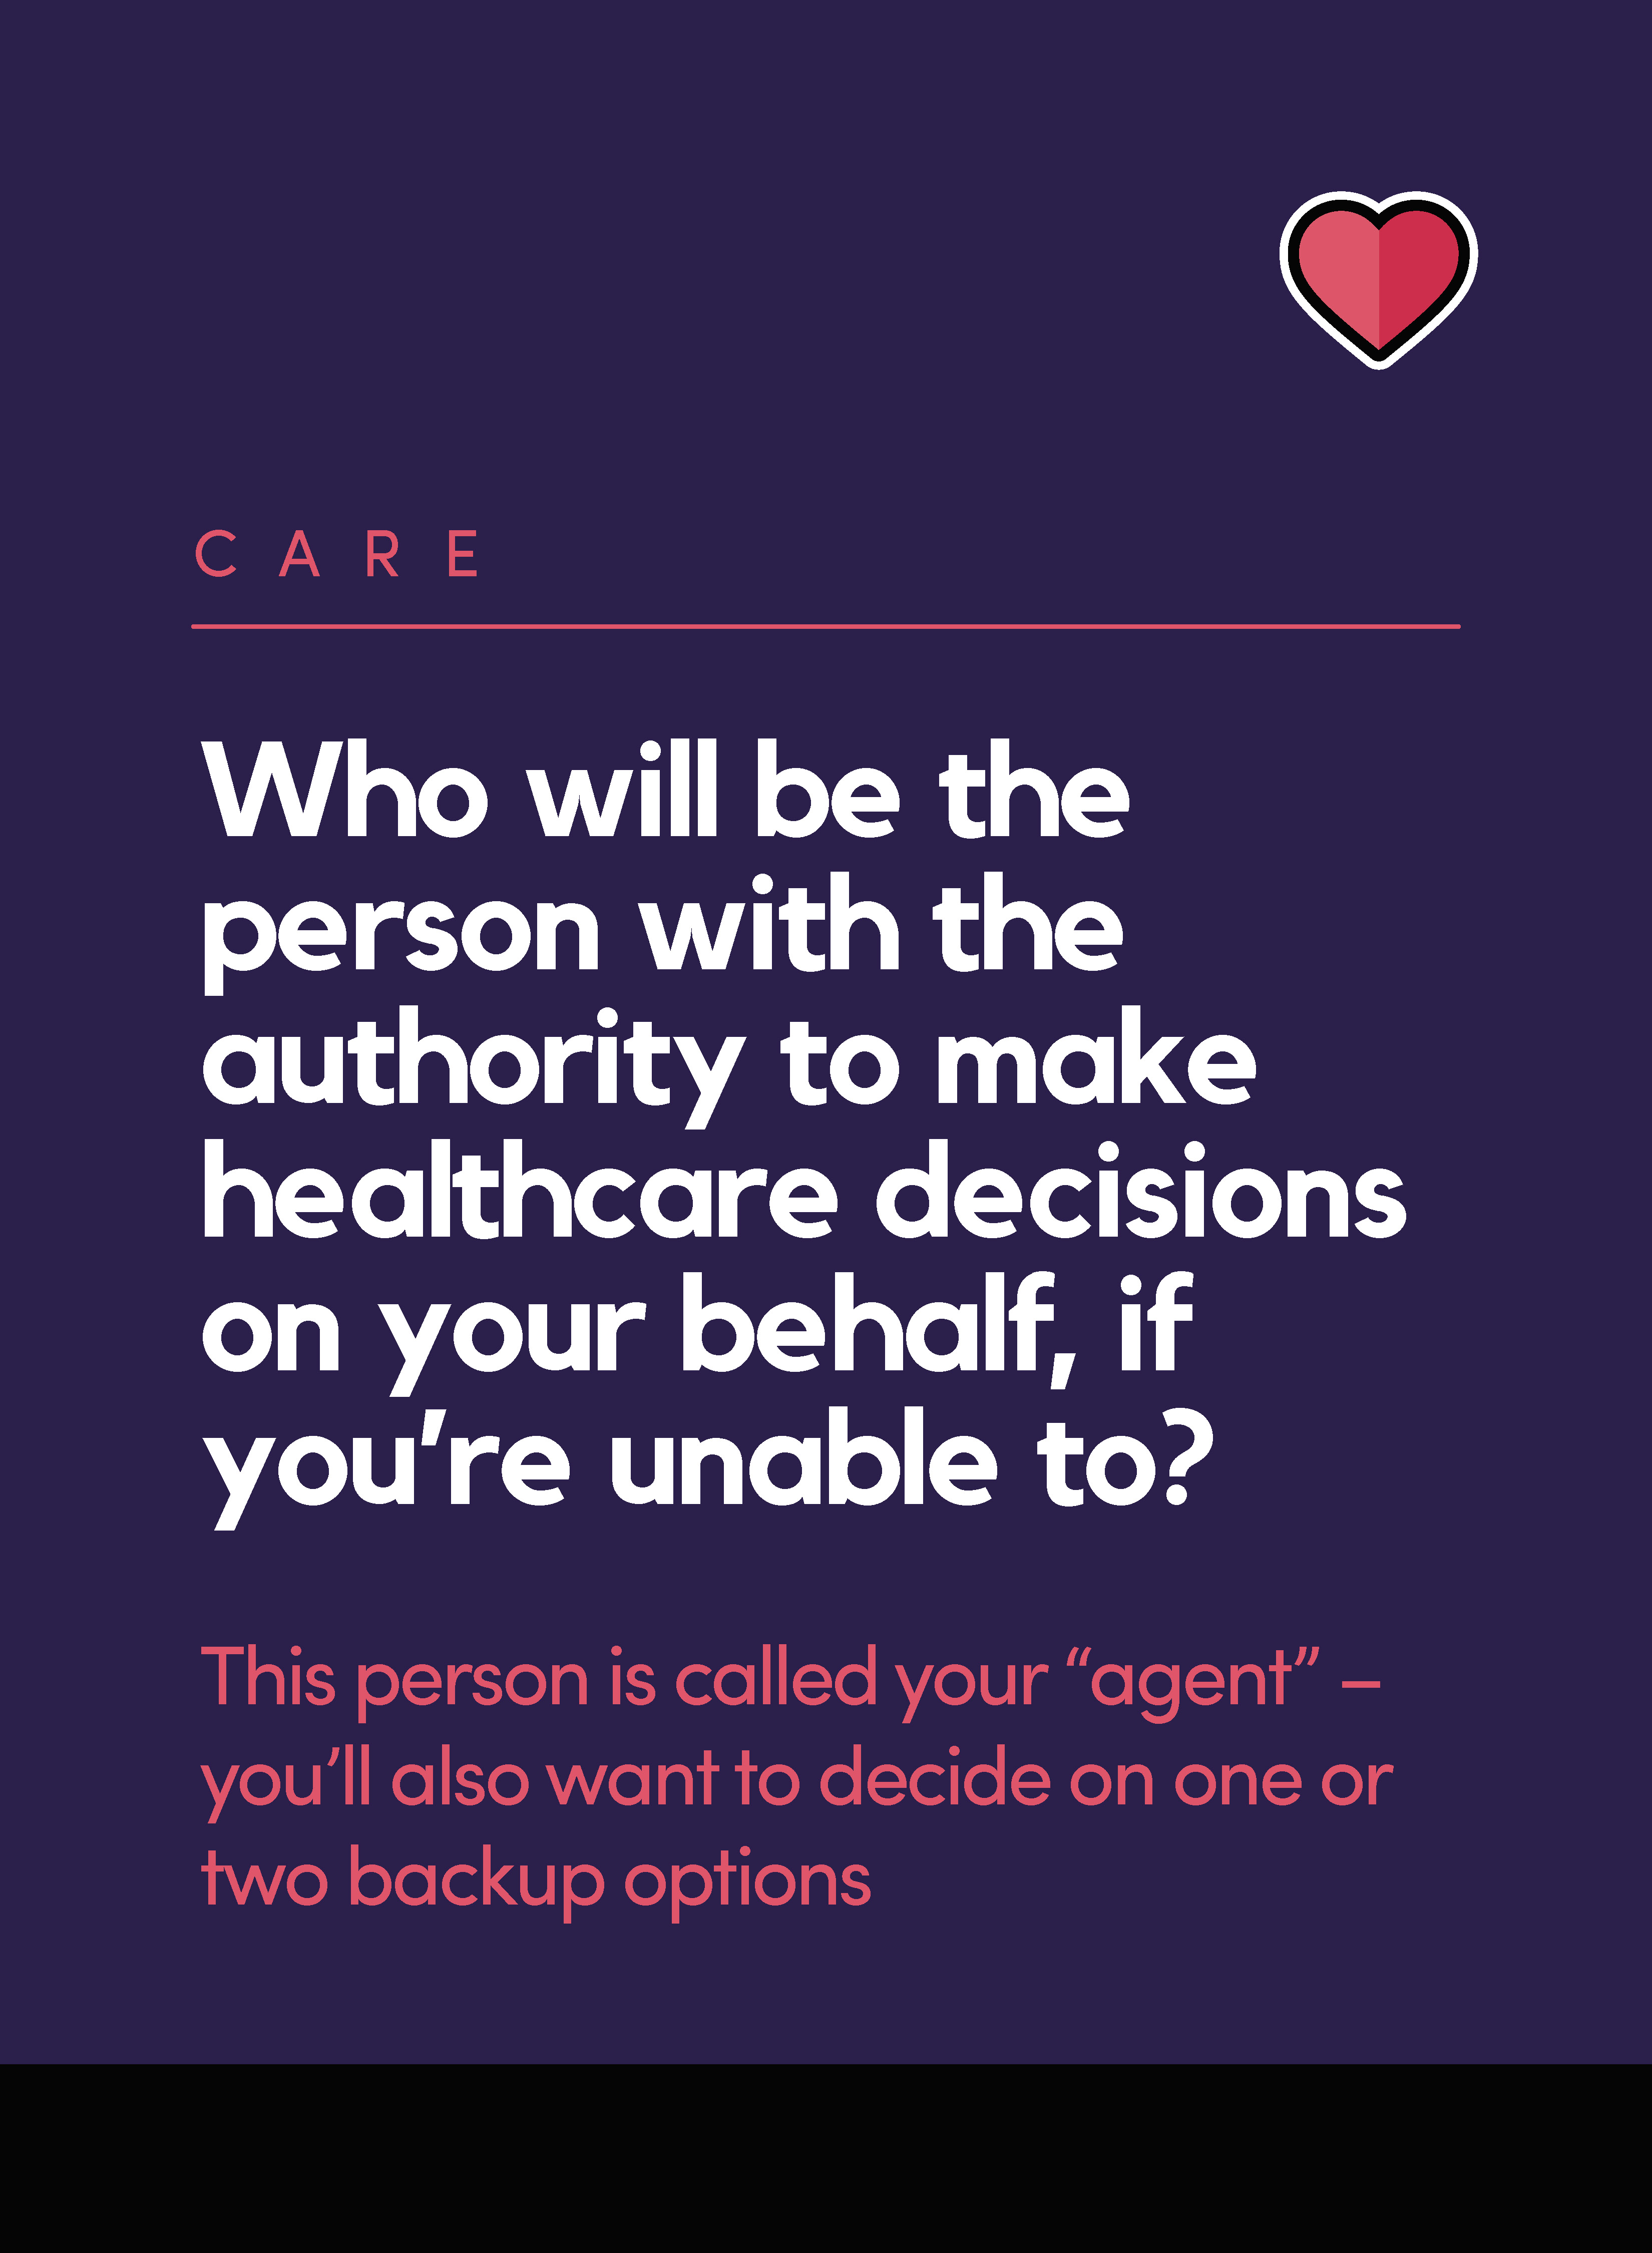 C A R E
Who will be the
person with the
authority to make
healthcare decisions
on your behalf, if
you’re unable to?
This person is called your “agent” –
you’ll also want to decide on one or
two backup options